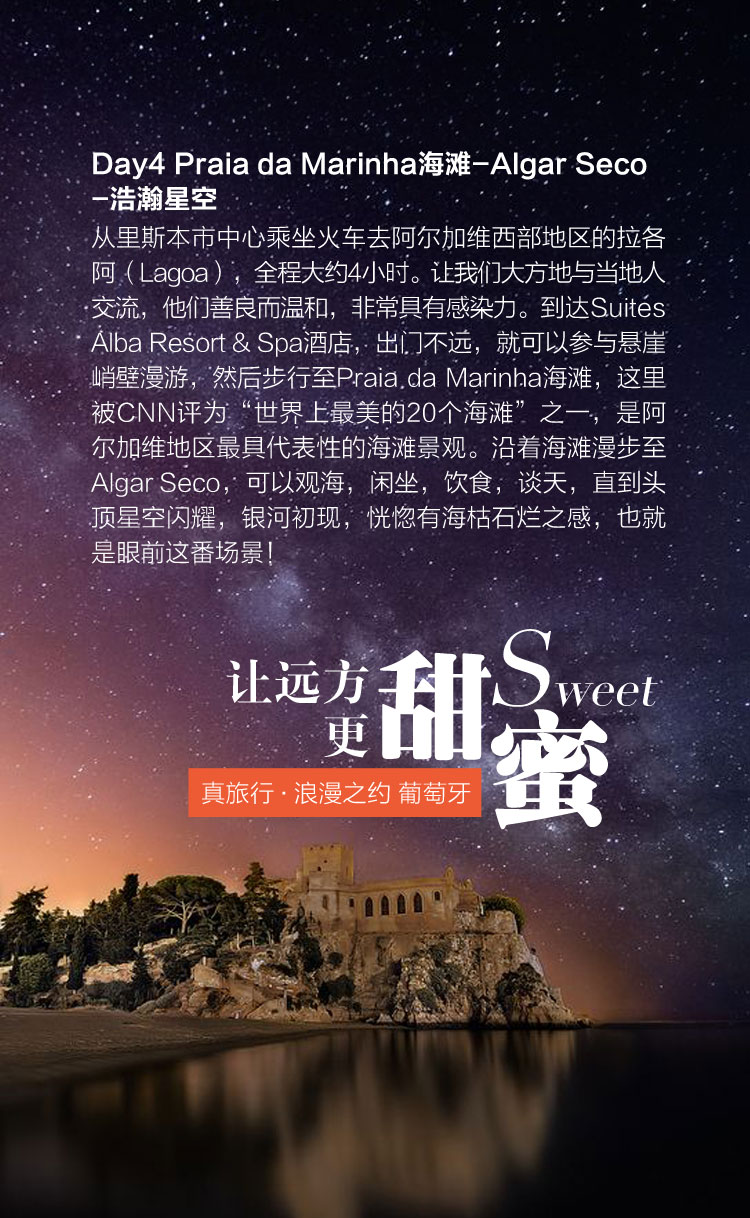 Day4 Praia da Marinha海滩-Algar Seco
-浩瀚星空
从里斯本市中心乘坐火车去阿尔加维西部地区的拉各
阿（Lagoa），全程大约4小时。让我们大方地与当地人
交流，他们善良而温和，非常具有感染力。到达Suites
Alba Resort & Spa酒店，出门不远，就可以参与悬崖
峭壁漫游，然后步行至Praia da Marinha海滩，这里
被CNN评为“世界上最美的20个海滩”之一，是阿
尔加维地区最具代表性的海滩景观。沿着海滩漫步至
Algar Seco，可以观海，闲坐，饮食，谈天，直到头
顶星空闪耀，银河初现，恍惚有海枯石烂之感，也就
是眼前这番场景！
让远方
更甜蜜
Sweet
真旅行·浪漫之约 葡萄牙